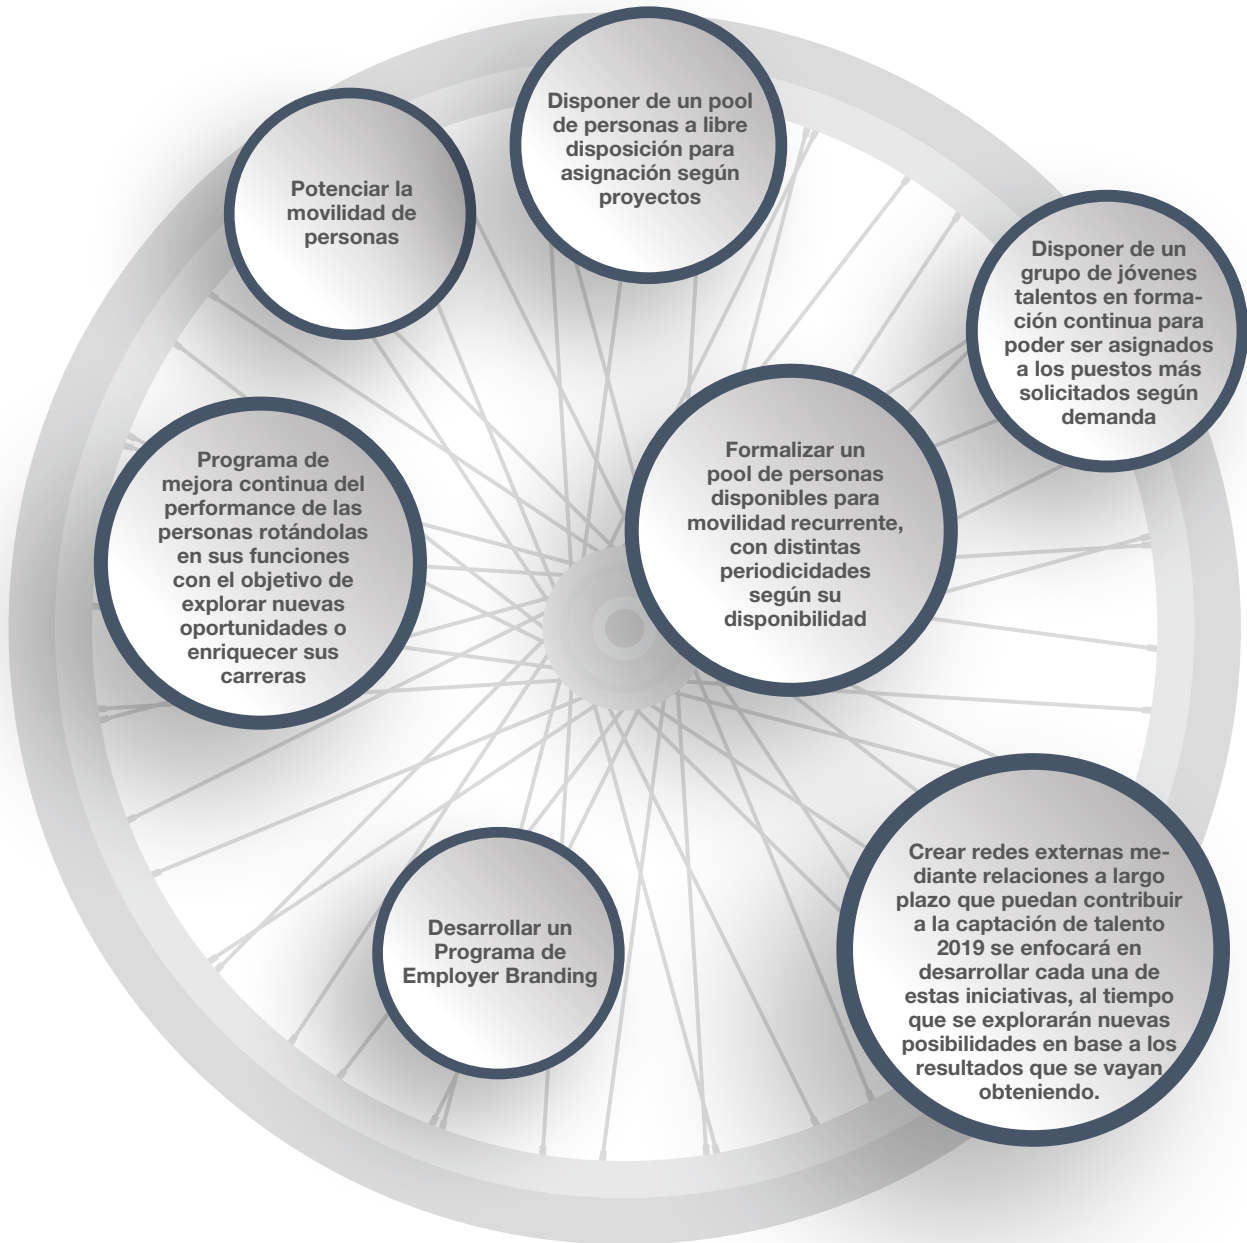 Disponer de un pool
de personas a libre
disposición para
asignación según
proyectos
Potenciar la
movilidad de
personas
Disponer de un
grupo de jóvenes
talentos en forma-
ción continua para
poder ser asignados
a los puestos más
solicitados según
demanda
Programa de
mejora continua del
performance de las
personas rotándolas
en sus funciones
con el objetivo de
explorar nuevas
oportunidades o
enriquecer sus
carreras
Formalizar un
pool de personas
disponibles para
movilidad recurrente,
con distintas
periodicidades
según su
disponibilidad
Desarrollar un
Programa de
Employer Branding
Crear redes externas me-
diante relaciones a largo
plazo que puedan contribuir
a la captación de talento
2019 se enfocará en
desarrollar cada una de
estas iniciativas, al tiempo
que se explorarán nuevas
posibilidades en base a los
resultados que se vayan
obteniendo.